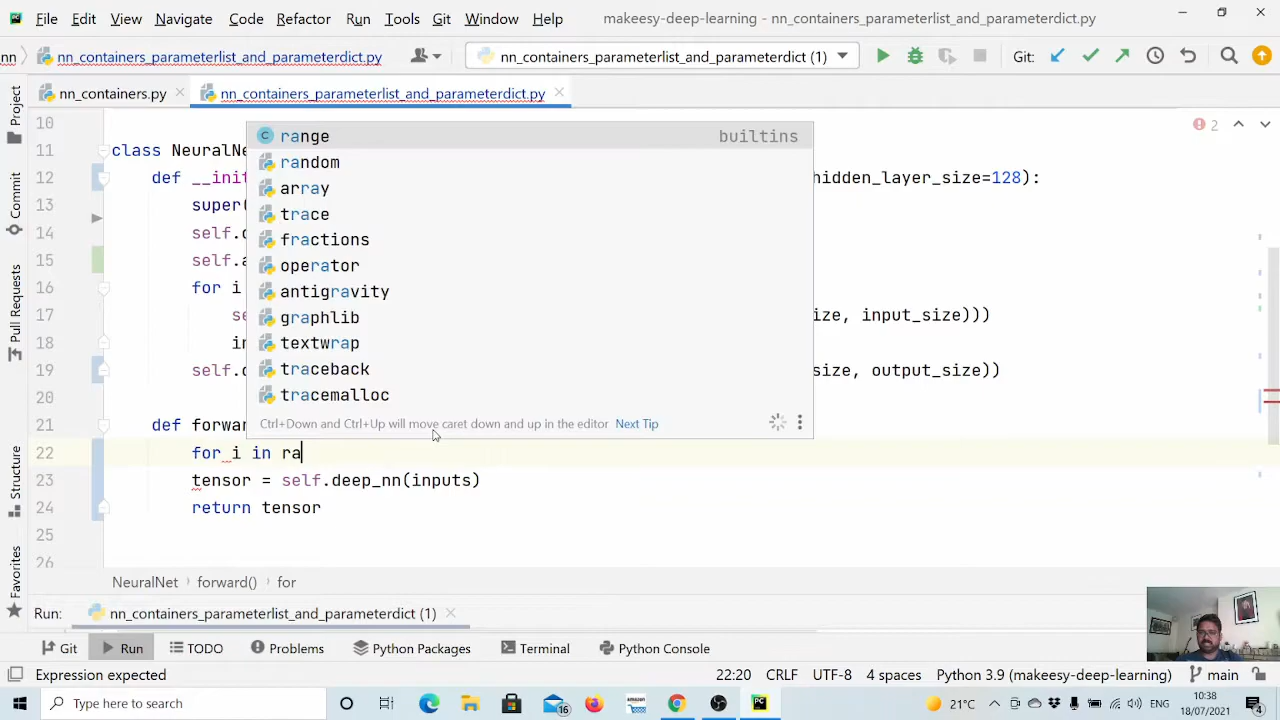 File Edit View Navigate Code Refactor Run Tools Git Window Help makeesy-deep-learning - nn_containers_parameterlist_and_parameterdict.py
nn nn_containers_parameterlist_and_parameterdict.py nn_containers_parameterlist_and_parameterdict (1) Git:
nn_containers.py nn_containers_parameterlist_and_parameterdict.py
Project
Commit
Pull Requests
Structure
Favorites
10 2
11 class NeuralNe
12 def __init hidden_layer_size=128):
13 super(
14 self.
15 self.a
16 for i
17 se ize, input_size)))
18 in
19 self. size, output_size))
20
21 def forwar
range builtins
random
array
trace
fractions
operator
antigravity
graphlib
textwrap
traceback
tracemalloc
Ctrl+Down and Ctrl+Up will move caret down and up in the editor Next Tip
22 for i in ra
23 tensor = self.deep_nn(inputs)
24 return tensor
25
26
NeuralNet forward() for
Run: nn_containers_parameterlist_and_parameterdict (1)
Git Run TODO Problems Python Packages Terminal Python Console
Expression expected 22:20 CRLF UTF-8 4 spaces Python 3.9 (makeesy-deep-learning) main
Type here to search 16 amazon PC 21°C ENG 10:38
18/07/2021 4